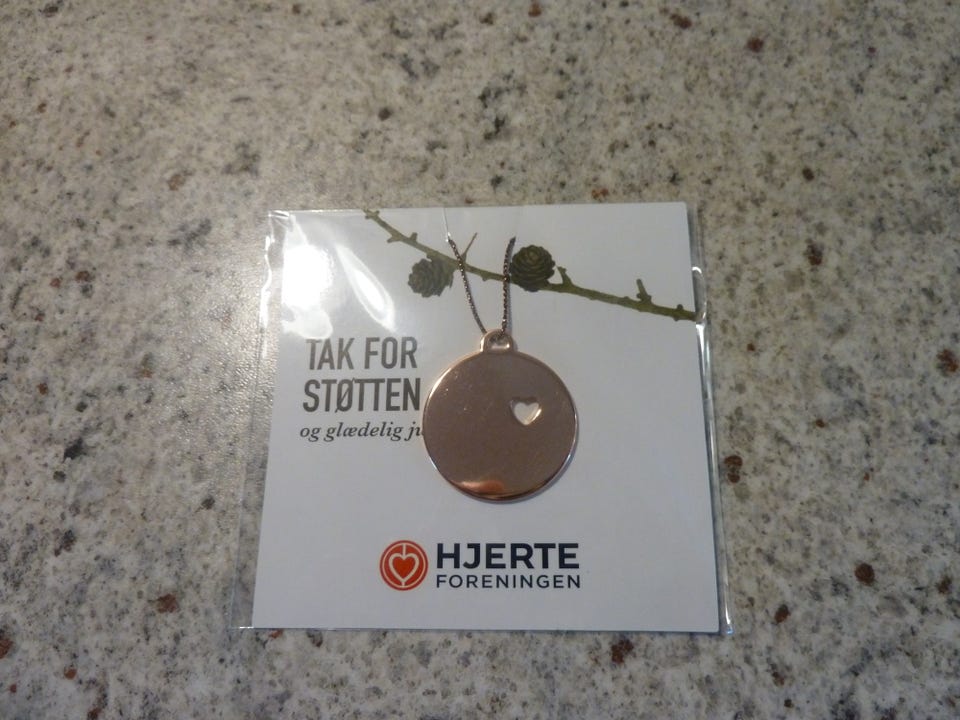 TAK FOR
STØTTEN
og glædelig
HJERTE
FORENINGEN